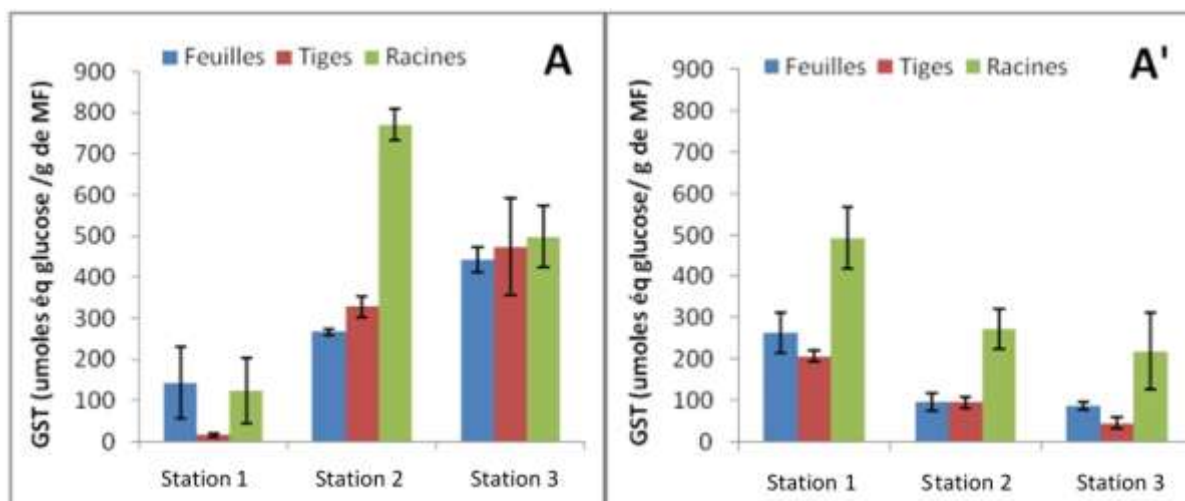 Feuilles Tiges Racines
A
900
800
700
600
500
400
300
200
100
0
GST (umoles éq glucose /g de MF)
Station 1 Station 2 Station 3
Feuilles Tiges Racines
A'
900
800
700
600
500
400
300
200
100
0
GST (umoles éq glucose/ g de MF)
Station 1 Station 2 Station 3